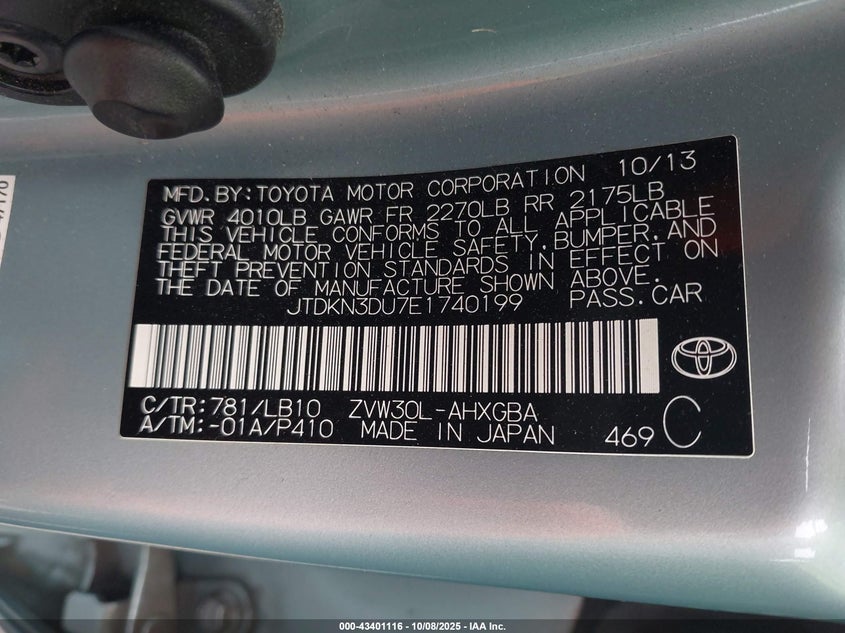 MFD.BY:TOYOTA MOTOR CORPORATION 10/13
GVWR 4010LB GAWR FR 2270LB RR 2175LB
THIS VEHICLE CONFORMS TO ALL APPLICABLE
FEDERAL MOTOR VEHICLE SAFETY,BUMPER,AND
THEFT PREVENTION STANDARDS IN EFFECT ON
THE DATE OF MANUFACTURE SHOWN ABOVE.
JTDKN3DU7E1740199 PASS.CAR
C/TR:781/LB10 ZVW30L-AHXGBA
A/TM:-01A/P410 MADE IN JAPAN 469 C
000-43401116 - 10/08/2025 - IAA Inc.